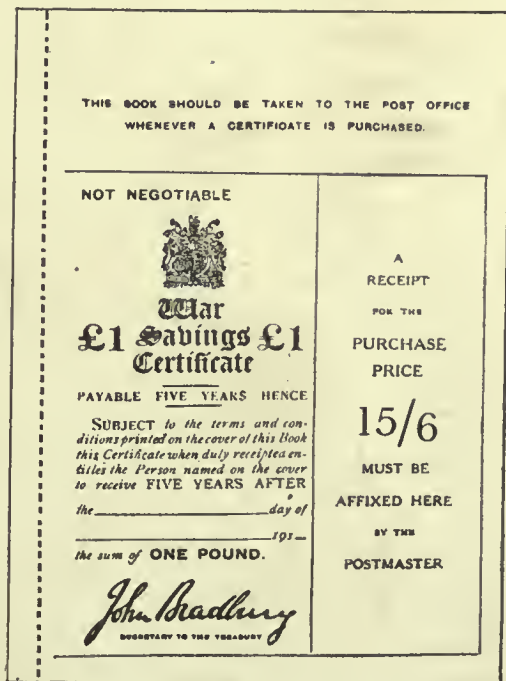 THIS BOOK SHOULD BE TAKEN TO THE POST OFFICE
WHENEVER A CERTIFICATE IS PURCHASED.
NOT NEGOTIABLE
War
£1 Savings £1
Certificate
PAYABLE FIVE YEARS HENCE
SUBJECT to the terms and con-
ditions printed on the cover of this Book
this Certificate when duly receipted en-
titles the Person named on the cover
to receive FIVE YEARS AFTER
the day of
191
the sum of ONE POUND.
John Bradbury
SECRETARY TO THE TREASURY
A
RECEIPT
FOR THE
PURCHASE
PRICE
15/6
MUST BE
AFFIXED HERE
BY THE
POSTMASTER